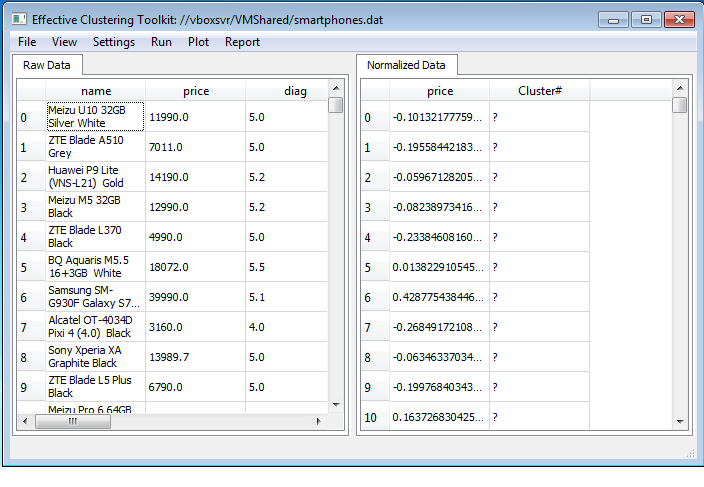 Effective Clustering Toolkit: //vboxsvr/VMShared/smartphones.dat
File View Settings Run Plot Report
Raw Data
name price diag
0 Meizu U10 32GB 11990.0 5.0
Silver White
1 ZTE Blade A510 7011.0 5.0
Grey
2 Huawei P9 Lite 14190.0 5.2
(VNS-L21) Gold
3 Meizu M5 32GB 12990.0 5.2
Black
4 ZTE Blade L370 4990.0 5.0
Black
5 BQ Aquaris M5.5 18072.0 5.5
16+3GB White
6 Samsung SM- 39990.0 5.1
G930F Galaxy S7...
7 Alcatel OT-4034D 3160.0 4.0
Pixi 4 (4.0) Black
8 Sony Xperia XA 13989.7 5.0
Graphite Black
9 ZTE Blade L5 Plus 6790.0 5.0
Black
Meizu Pro 6 64GB
Normalized Data
price Cluster#
0 -0.10132177759... ?
1 -0.19558442183... ?
2 -0.05967128205... ?
3 -0.08238973416... ?
4 -0.23384608160... ?
5 0.013822910545... ?
6 0.428775438446... ?
7 -0.26849172108... ?
8 -0.06346337034... ?
9 -0.19976840343... ?
10 0.163726830425... ?